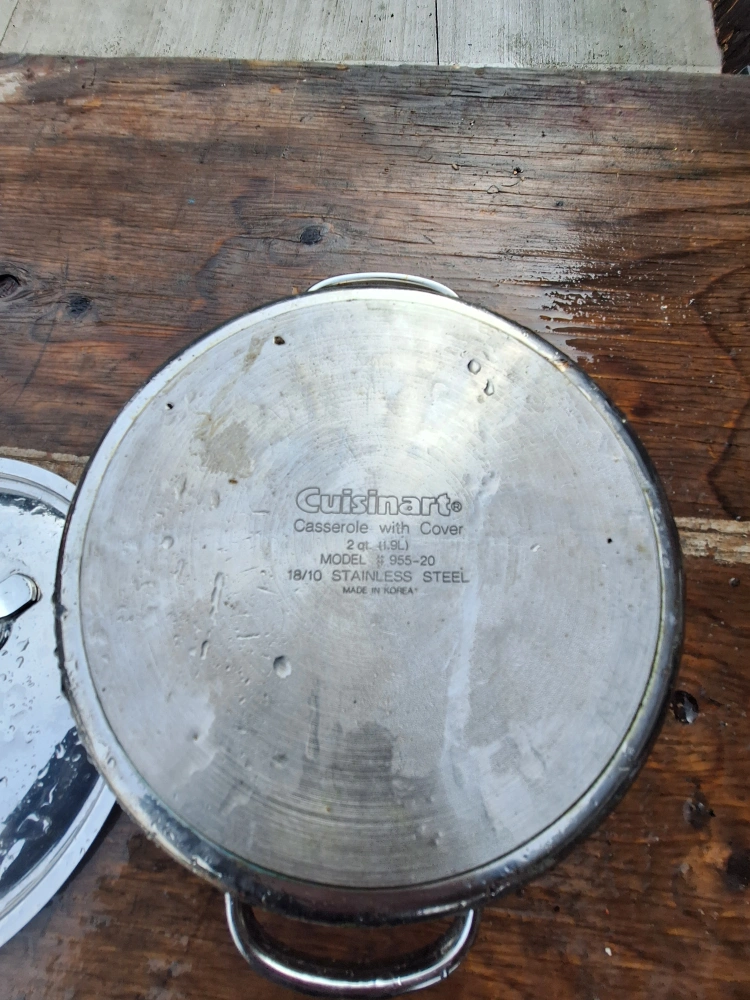 Cuisinart®
Casserole with Cover
2 qt. (1.9L)
MODEL # 955-20
18/10 STAINLESS STEEL
MADE IN KOREA